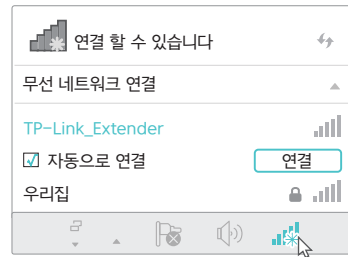 연결 할 수 있습니다
무선 네트워크 연결
TP-Link_Extender
자동으로 연결
연결
우리집